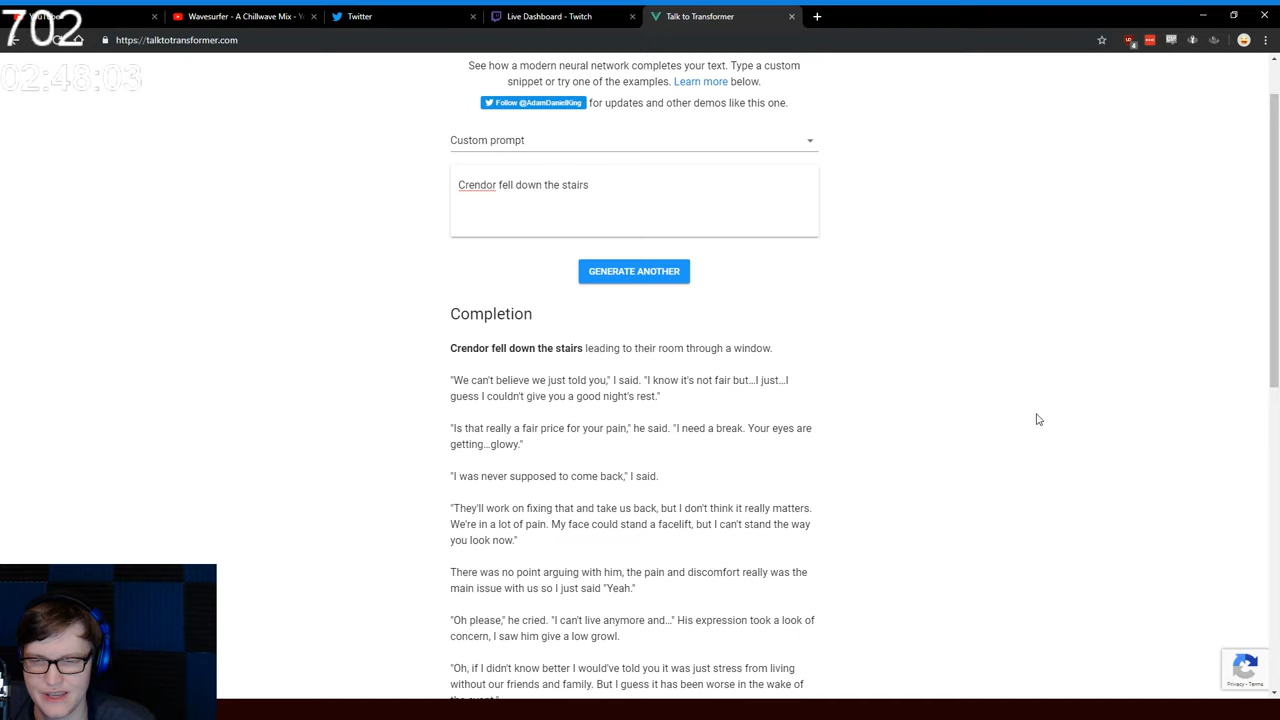 702
YouTube
Wavesurfer - A Chillwave Mix - Yo
Twitter
Live Dashboard - Twitch
Talk to Transformer
https://talktotransformer.com
02:48:03
See how a modern neural network completes your text. Type a custom
snippet or try one of the examples. Learn more below.
Follow @AdamDanielKing for updates and other demos like this one.
Custom prompt
Crendor fell down the stairs
GENERATE ANOTHER
Completion
Crendor fell down the stairs leading to their room through a window.
"We can't believe we just told you," I said. "I know it's not fair but...I just...I
guess I couldn't give you a good night's rest."
"Is that really a fair price for your pain," he said. "I need a break. Your eyes are
getting...glowy."
"I was never supposed to come back," I said.
"They'll work on fixing that and take us back, but I don't think it really matters.
We're in a lot of pain. My face could stand a facelift, but I can't stand the way
you look now."
There was no point arguing with him, the pain and discomfort really was the
main issue with us so I just said "Yeah."
"Oh please," he cried. "I can't live anymore and..." His expression took a look of
concern, I saw him give a low growl.
"Oh, if I didn't know better I would've told you it was just stress from living
without our friends and family. But I guess it has been worse in the wake of
Privacy - Terms